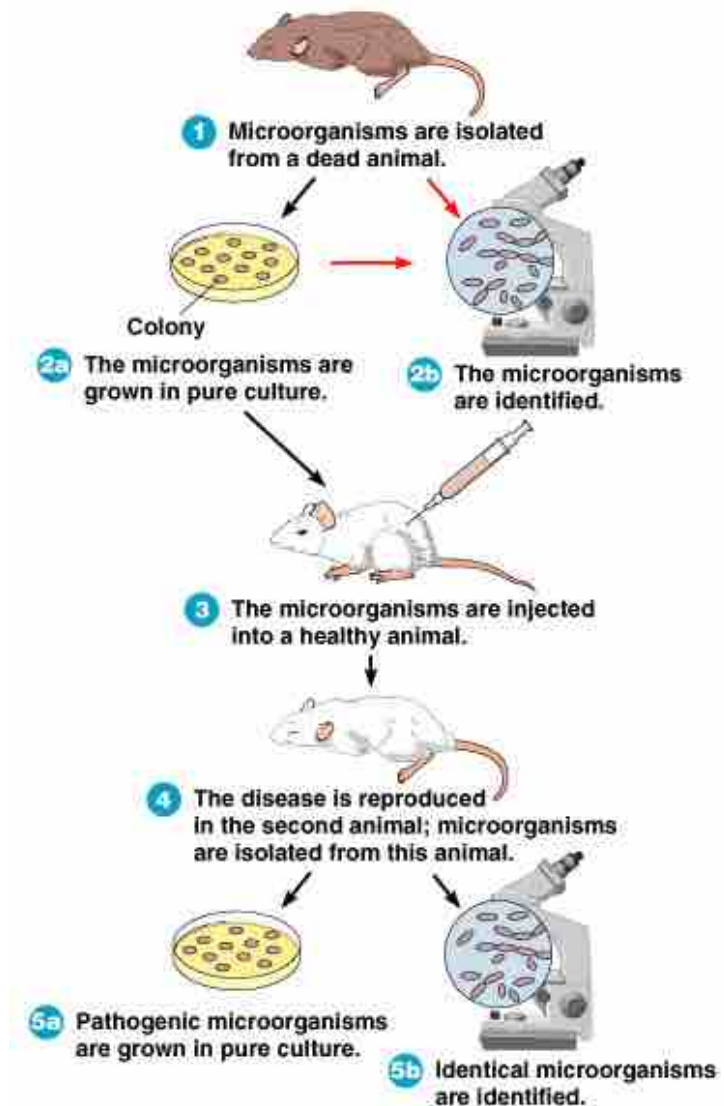 1 Microorganisms are isolated
from a dead animal.
Colony
2a The microorganisms are
grown in pure culture.
2b The microorganisms
are identified.
3 The microorganisms are injected
into a healthy animal.
4 The disease is reproduced
in the second animal; microorganisms
are isolated from this animal.
5a Pathogenic microorganisms
are grown in pure culture.
5b Identical microorganisms
are identified.